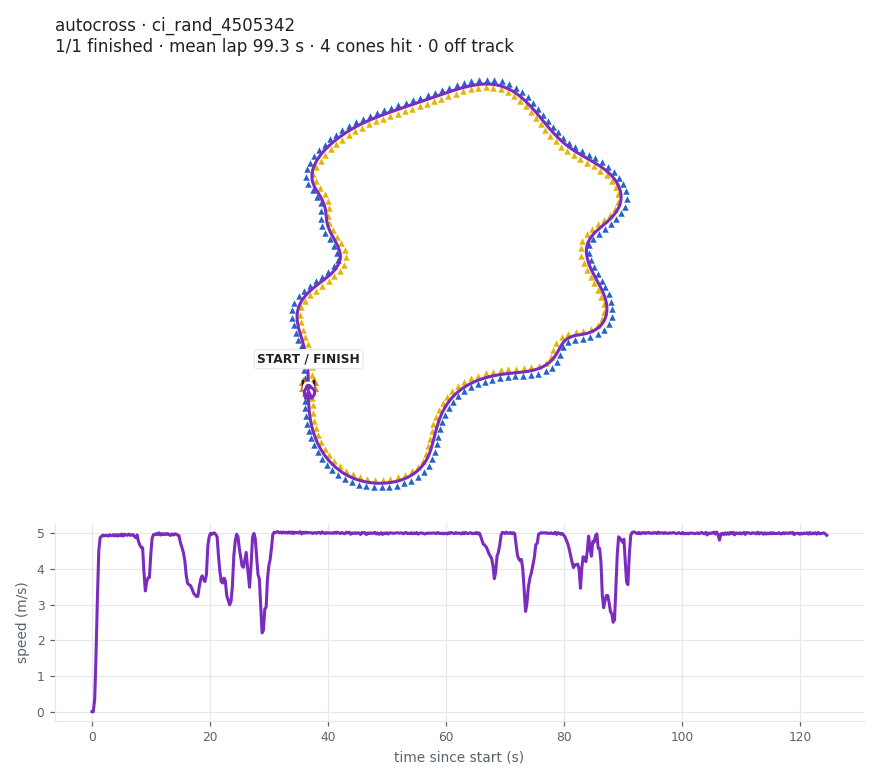 autocross · ci_rand_4505342
1/1 finished · mean lap 99.3 s · 4 cones hit · 0 off track
START / FINISH
5
4
3
2
1
0
speed (m/s)
0 20 40 60 80 100 120
time since start (s)